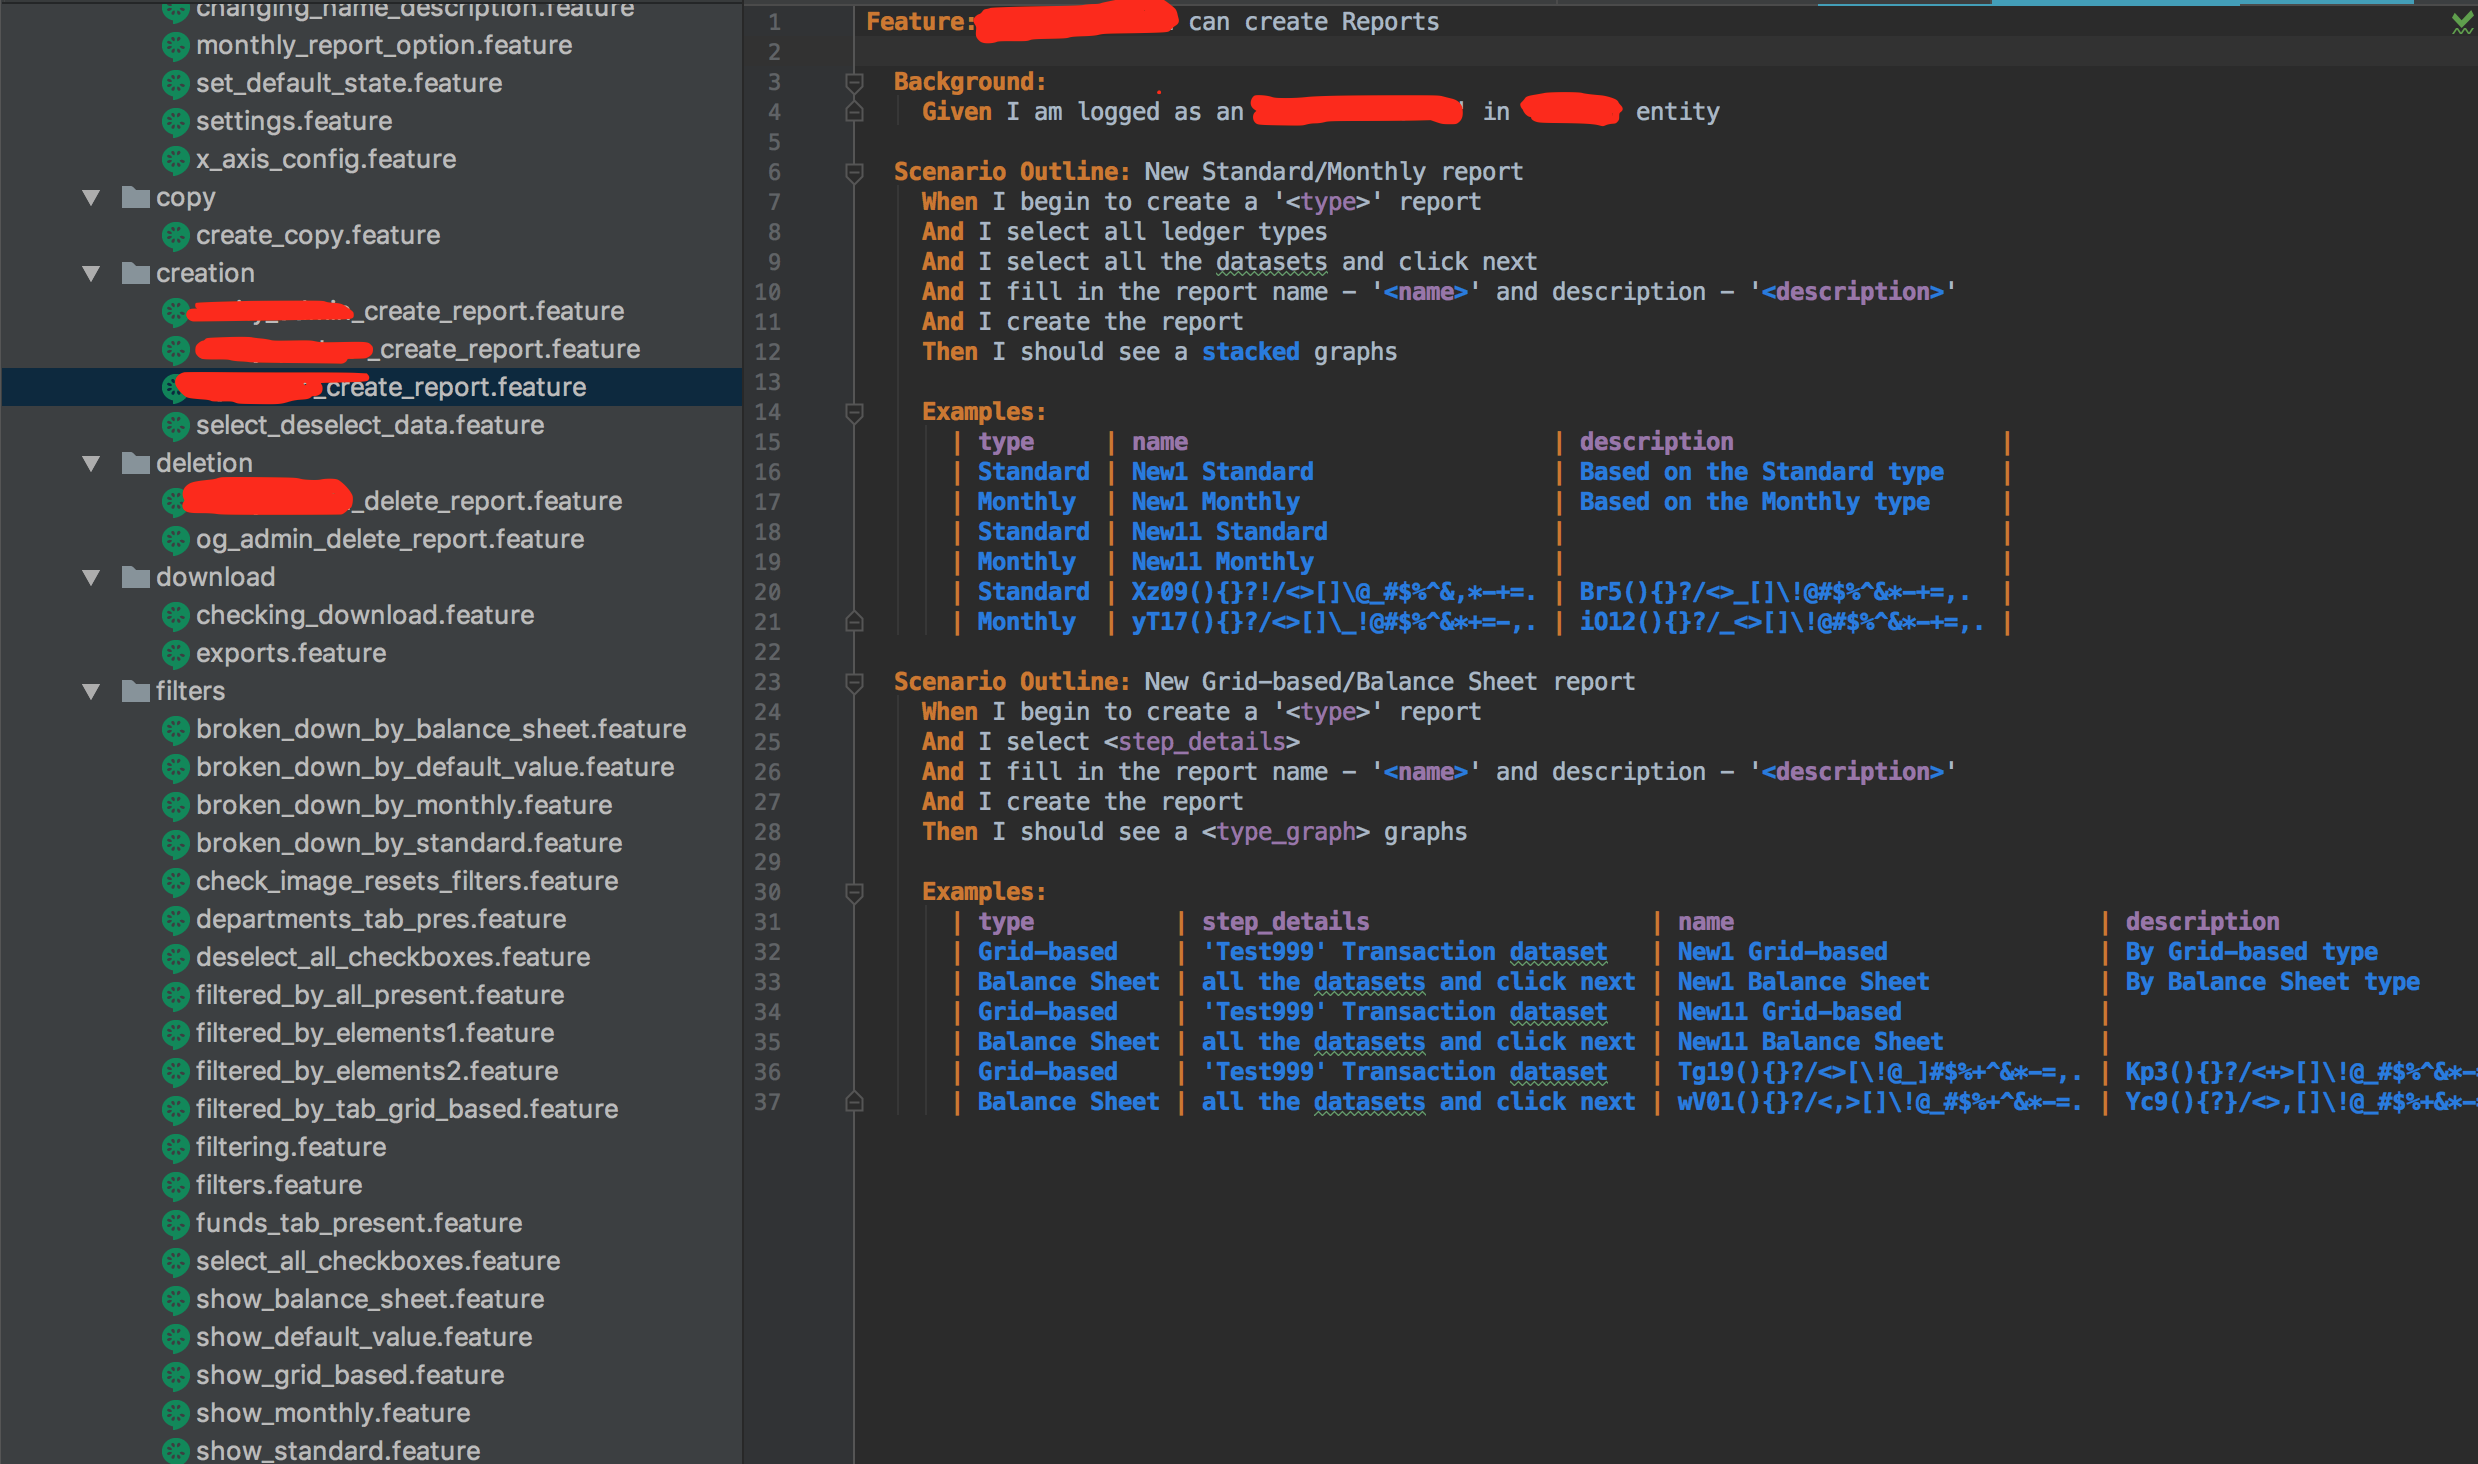 changing_name_description.feature
monthly_report_option.feature
set_default_state.feature
settings.feature
x_axis_config.feature
copy
create_copy.feature
creation
_create_report.feature
_create_report.feature
_create_report.feature
select_deselect_data.feature
deletion
_delete_report.feature
og_admin_delete_report.feature
download
checking_download.feature
exports.feature
filters
broken_down_by_balance_sheet.feature
broken_down_by_default_value.feature
broken_down_by_monthly.feature
broken_down_by_standard.feature
check_image_resets_filters.feature
departments_tab_pres.feature
deselect_all_checkboxes.feature
filtered_by_all_present.feature
filtered_by_elements1.feature
filtered_by_elements2.feature
filtered_by_tab_grid_based.feature
filtering.feature
filters.feature
funds_tab_present.feature
select_all_checkboxes.feature
show_balance_sheet.feature
show_default_value.feature
show_grid_based.feature
show_monthly.feature
show_standard.feature
1 Feature: can create Reports
2
3 Background:
4 Given I am logged as an in entity
5
6 Scenario Outline: New Standard/Monthly report
7 When I begin to create a '<type>' report
8 And I select all ledger types
9 And I select all the datasets and click next
10 And I fill in the report name - '<name>' and description - '<description>'
11 And I create the report
12 Then I should see a stacked graphs
13
14 Examples:
15 | type | name | description |
16 | Standard | New1 Standard | Based on the Standard type |
17 | Monthly | New1 Monthly | Based on the Monthly type |
18 | Standard | New11 Standard | |
19 | Monthly | New11 Monthly | |
20 | Standard | Xz09(){}?!/<>[]\@_#$%^&,*-+=. | Br5(){}?/<>_[]\!@#$%^&*-+=,. |
21 | Monthly | yT17(){}?/<>[]\_!@#$%^&*+=-,. | iO12(){}?/_<>[]\!@#$%^&*-+=,. |
22
23 Scenario Outline: New Grid-based/Balance Sheet report
24 When I begin to create a '<type>' report
25 And I select <step_details>
26 And I fill in the report name - '<name>' and description - '<description>'
27 And I create the report
28 Then I should see a <type_graph> graphs
29
30 Examples:
31 | type | step_details | name | description
32 | Grid-based | 'Test999' Transaction dataset | New1 Grid-based | By Grid-based type
33 | Balance Sheet | all the datasets and click next | New1 Balance Sheet | By Balance Sheet type
34 | Grid-based | 'Test999' Transaction dataset | New11 Grid-based |
35 | Balance Sheet | all the datasets and click next | New11 Balance Sheet |
36 | Grid-based | 'Test999' Transaction dataset | Tg19(){}?/<>[\!@_]#$%+^&*-=,. | Kp3(){}?/<+>[]\!@_#$%^&*-
37 | Balance Sheet | all the datasets and click next | wV01(){}?/<,>[]\!@_#$%+^&*-=. | Yc9(){?}/<>,[]\!@_#$%+&*-